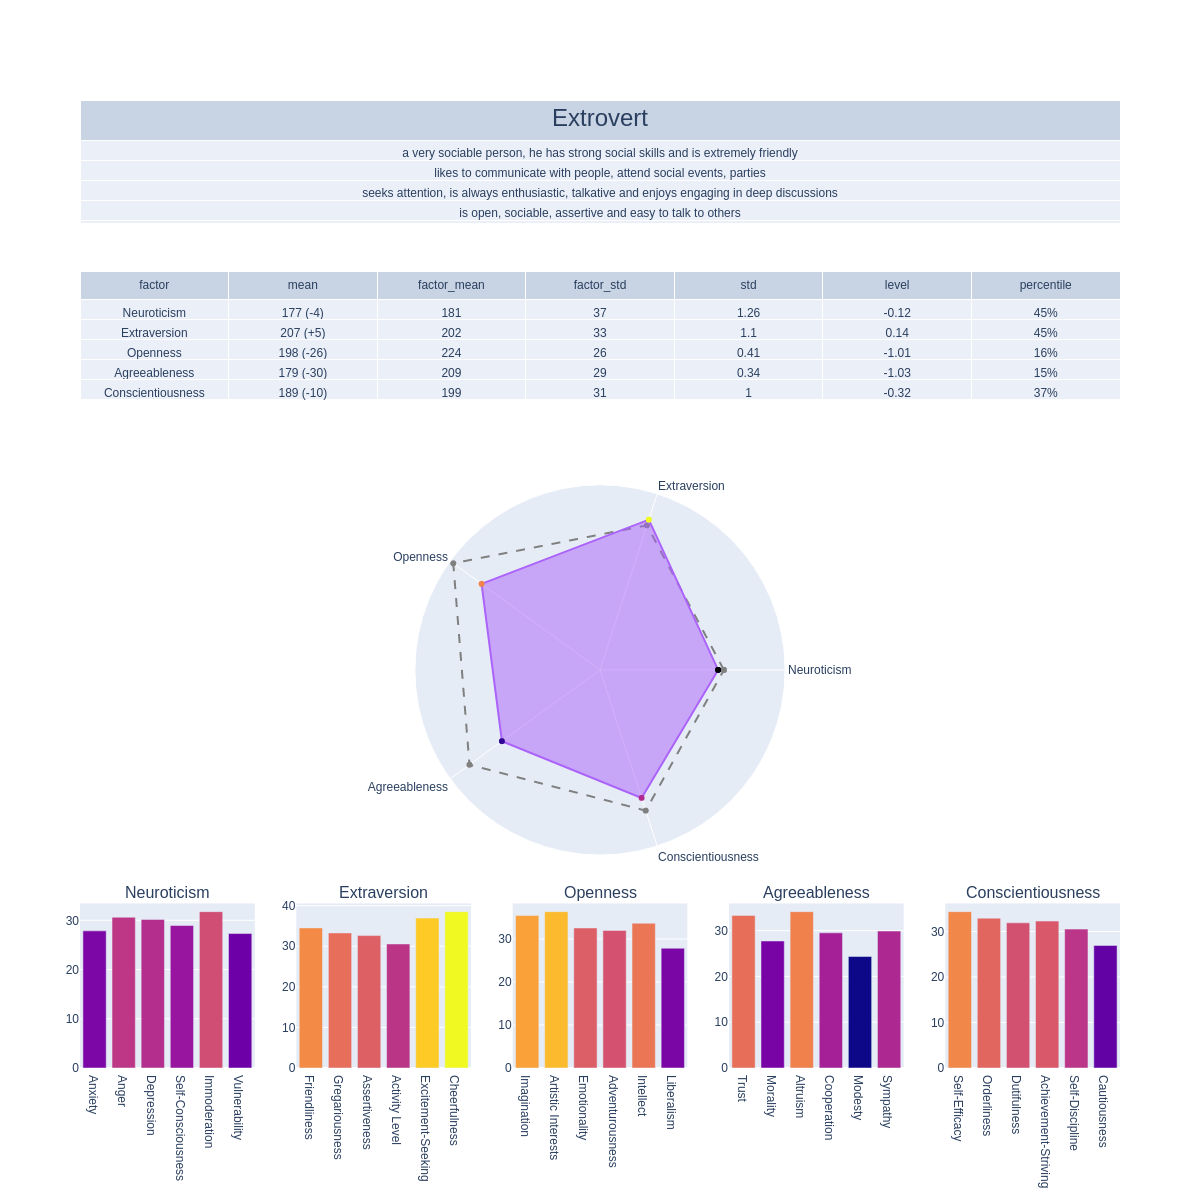 Extrovert
a very sociable person, he has strong social skills and is extremely friendly
likes to communicate with people, attend social events, parties
seeks attention, is always enthusiastic, talkative and enjoys engaging in deep discussions
is open, sociable, assertive and easy to talk to others
factor mean factor_mean factor_std std level percentile
Neuroticism 177 (-4) 181 37 1.26 -0.12 45%
Extraversion 207 (+5) 202 33 1.1 0.14 45%
Openness 198 (-26) 224 26 0.41 -1.01 16%
Agreeableness 179 (-30) 209 29 0.34 -1.03 15%
Conscientiousness 189 (-10) 199 31 1 -0.32 37%
Extraversion
Openness
Neuroticism
Agreeableness
Conscientiousness
Neuroticism
30
20
10
0
Anxiety
Anger
Depression
Self-Consciousness
Immoderation
Vulnerability
Extraversion
40
30
20
10
0
Friendliness
Gregariousness
Assertiveness
Activity Level
Excitement-Seeking
Cheerfulness
Openness
30
20
10
0
Imagination
Artistic Interests
Emotionality
Adventurousness
Intellect
Liberalism
Agreeableness
30
20
10
0
Trust
Morality
Altruism
Cooperation
Modesty
Sympathy
Conscientiousness
30
20
10
0
Self-Efficacy
Orderliness
Dutifulness
Achievement-Striving
Self-Discipline
Cautiousness